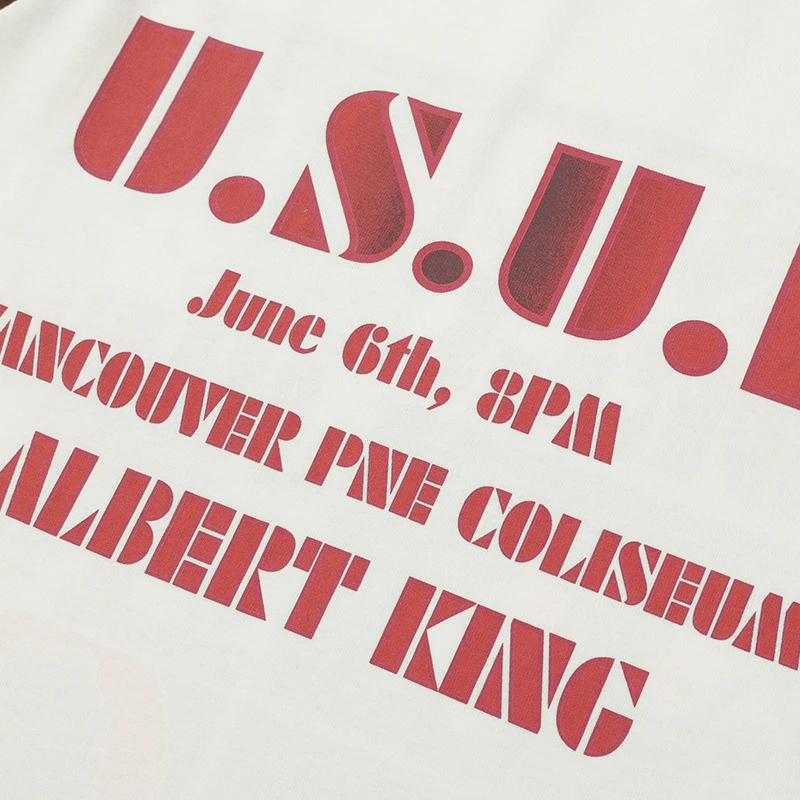 U.S.U.
June 6th, 8PM
VANCOUVER PNE COLISEUM
ALBERT KING